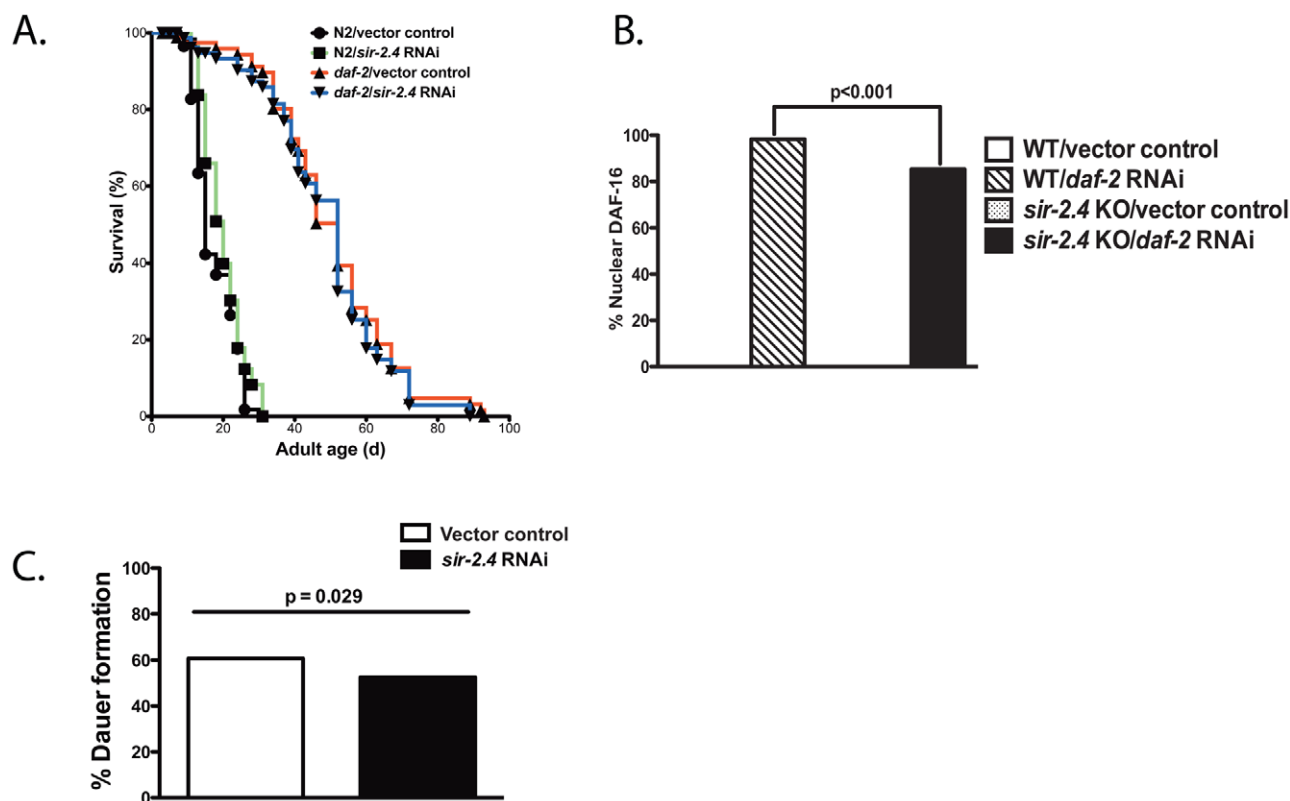 A.
N2/vector control
N2/sir-2.4 RNAi
daf-2/vector control
daf-2/sir-2.4 RNAi
100
80
60
40
20
0
Survival (%)
0 20 40 60 80 100
Adult age (d)
B.
p<0.001
100
80
60
40
20
0
% Nuclear DAF-16
WT/vector control
WT/daf-2 RNAi
sir-2.4 KO/vector control
sir-2.4 KO/daf-2 RNAi
C.
Vector control
sir-2.4 RNAi
p = 0.029
100
80
60
40
20
0
% Dauer formation